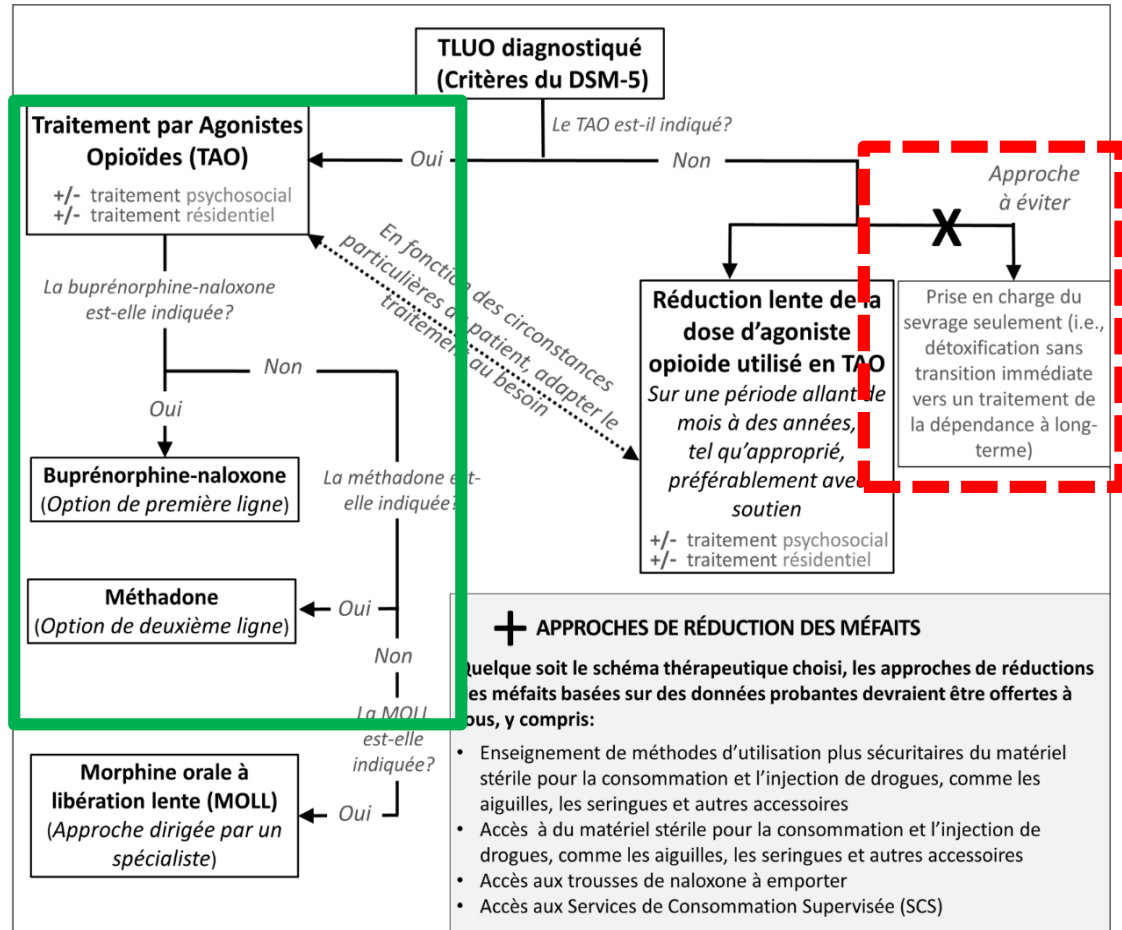 TLUO diagnostiqué
(Critères du DSM-5)
Le TAO est-il indiqué?
Oui
Non
Traitement par Agonistes
Opioïdes (TAO)
+/- traitement psychosocial
+/- traitement résidentiel
Approche
à éviter
X
En fonction des circonstances
particulières du patient, adapter le
traitement au besoin
La buprénorphine-naloxone
est-elle indiquée?
Non
Oui
Buprénorphine-naloxone
(Option de première ligne)
La méthadone est-
elle indiquée?
Oui
Méthadone
(Option de deuxième ligne)
Non
La MOLL
est-elle
indiquée?
Oui
Morphine orale à
libération lente (MOLL)
(Approche dirigée par un
spécialiste)
Réduction lente de la
dose d'agoniste
opioide utilisé en TAO
Sur une période allant de
mois à des années,
tel qu'approprié,
préférablement avec
soutien
+/- traitement psychosocial
+/- traitement résidentiel
Prise en charge du
sevrage seulement (i.e.,
détoxification sans
transition immédiate
vers un traitement de
la dépendance à long-
terme)
+ APPROCHES DE RÉDUCTION DES MÉFAITS
Quelque soit le schéma thérapeutique choisi, les approches de réductions
des méfaits basées sur des données probantes devraient être offertes à
tous, y compris:
• Enseignement de méthodes d'utilisation plus sécuritaires du matériel
stérile pour la consommation et l'injection de drogues, comme les
aiguilles, les seringues et autres accessoires
• Accès à du matériel stérile pour la consommation et l'injection de
drogues, comme les aiguilles, les seringues et autres accessoires
• Accès aux trousses de naloxone à emporter
• Accès aux Services de Consommation Supervisée (SCS)